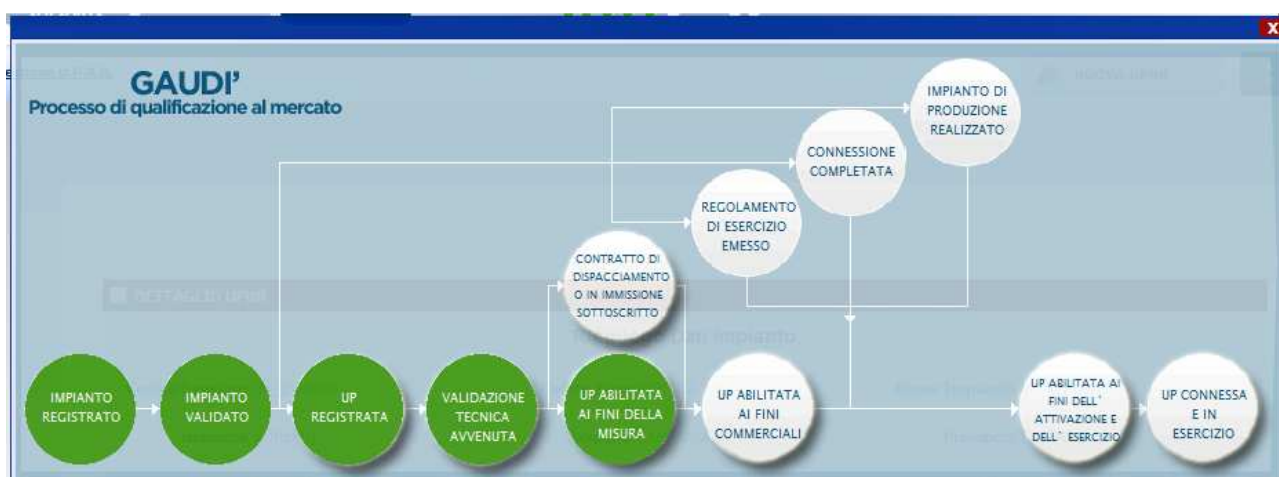 GAUDI'
Processo di qualificazione al mercato
IMPIANTO DI
PRODUZIONE
REALIZZATO
CONNESSIONE
COMPLETATA
REGOLAMENTO
DI ESERCIZIO
EMESSO
CONTRATTO DI
DISPACCIAMENTO
O IN IMMISSIONE
SOTTOSCRITTO
IMPIANTO
REGISTRATO
IMPIANTO
VALIDATO
UP
REGISTRATA
VALIDAZIONE
TECNICA
AVVENUTA
UP ABILITATA
AI FINI DELLA
MISURA
UP ABILITATA
AI FINI
COMMERCIALI
UP ABILITATA AI
FINI DELL`
ATTIVAZIONE E
DELL` ESERCIZIO
UP CONNESSA
E IN
ESERCIZIO
X
DETTAGLIO UPNR